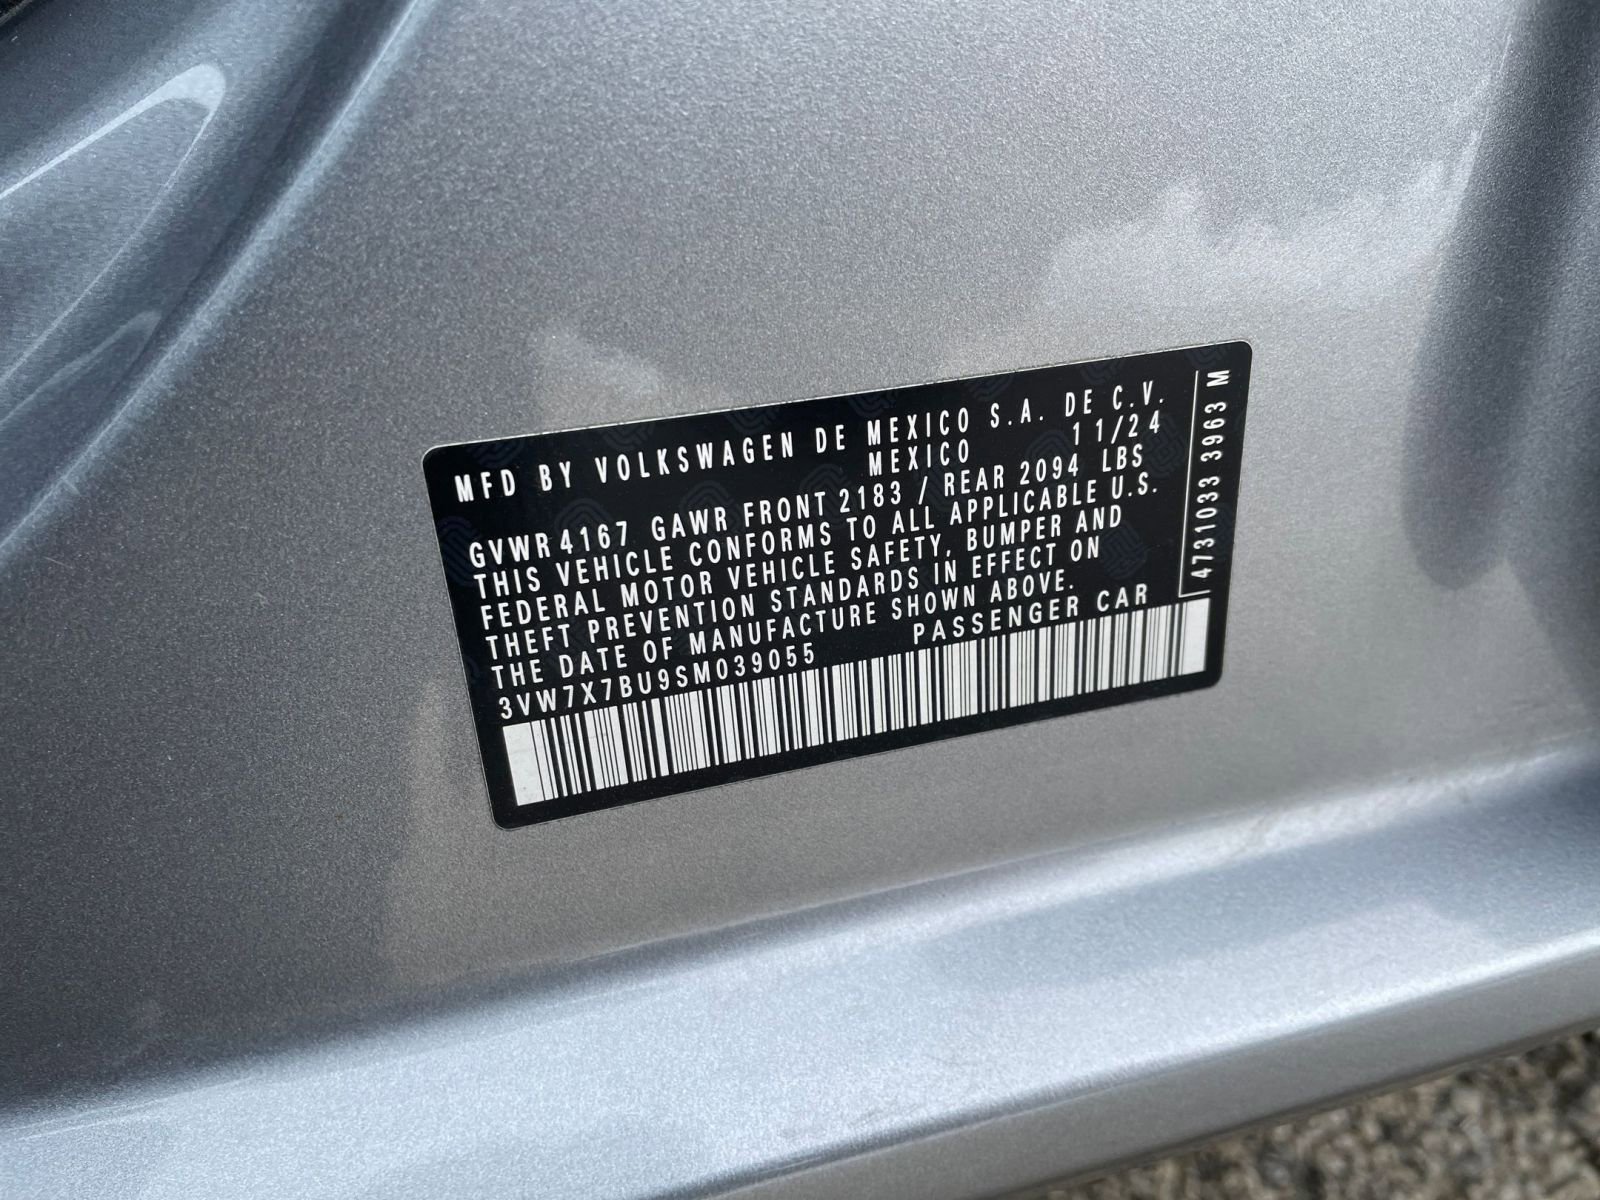 MFD BY VOLKSWAGEN DE MEXICO S.A. DE C.V.
MEXICO 11/24
GVWR 4167 GAWR FRONT 2183 / REAR 2094 LBS
THIS VEHICLE CONFORMS TO ALL APPLICABLE U.S.
FEDERAL MOTOR VEHICLE SAFETY, BUMPER AND
THEFT PREVENTION STANDARDS IN EFFECT ON
THE DATE OF MANUFACTURE SHOWN ABOVE.
3VW7X7BU9SM039055 PASSENGER CAR
4731033 3963 M